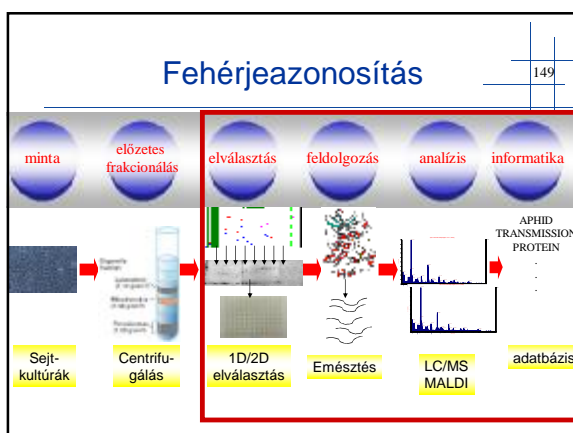 Fehérjeazonosítás
149
minta
előzetes
frakcionálás
elválasztás
feldolgozás
analízis
informatika
APHID
TRANSMISSION
PROTEIN
.
.
.
Sejt-
kultúrák
Centrifu-
gálás
1D/2D
elválasztás
Emésztés
LC/MS
MALDI
adatbázis